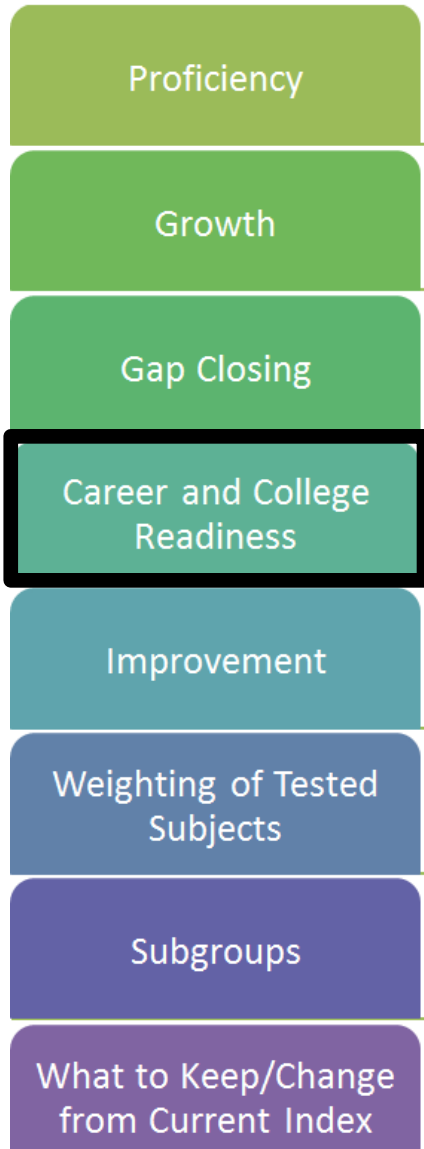 Proficiency
Growth
Gap Closing
Career and College
Readiness
Improvement
Weighting of Tested
Subjects
Subgroups
What to Keep/Change
from Current Index